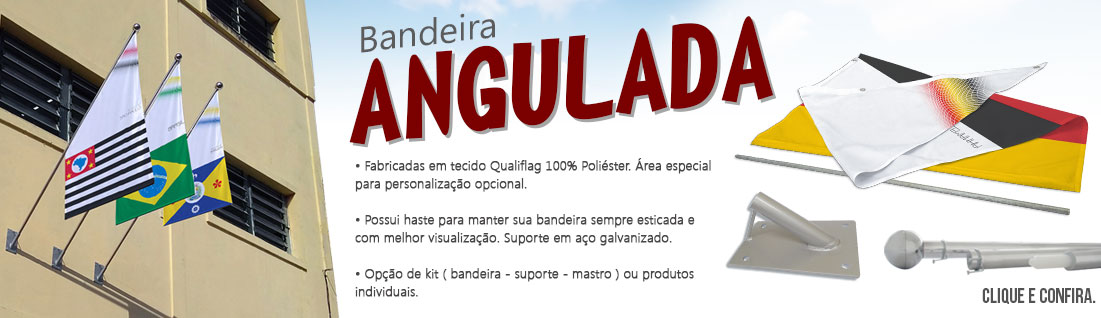 Bandeira
ANGULADA
• Fabricadas em tecido Qualiflag 100% Poliéster. Área especial
para personalização opcional.
• Possui haste para manter sua bandeira sempre esticada e
com melhor visualização. Suporte em aço galvanizado.
• Opção de kit ( bandeira - suporte - mastro ) ou produtos
individuais.
CLIQUE E CONFIRA.